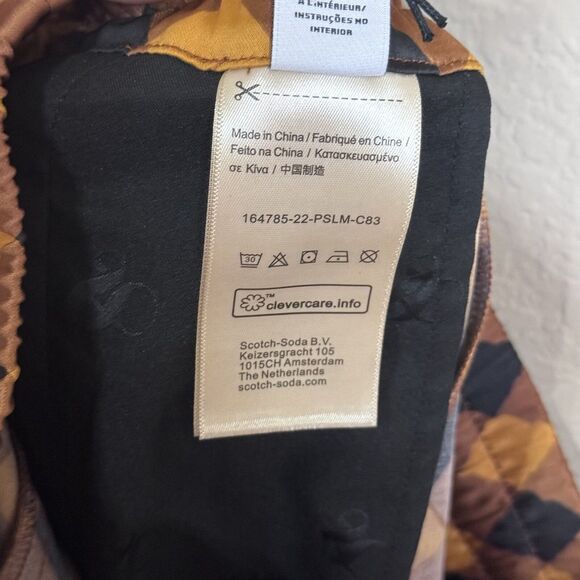 À L'INTÉRIEUR/
INSTRUÇÕES NO
INTERIOR
Made in China / Fabriqué en Chine /
Feito na China / Κατασκευασμένο
σε Κίνα / 中国制造
164785-22-PSLM-C83
30
™
clevercare.info
Scotch-Soda B.V.
Keizersgracht 105
1015CH Amsterdam
The Netherlands
scotch-soda.com